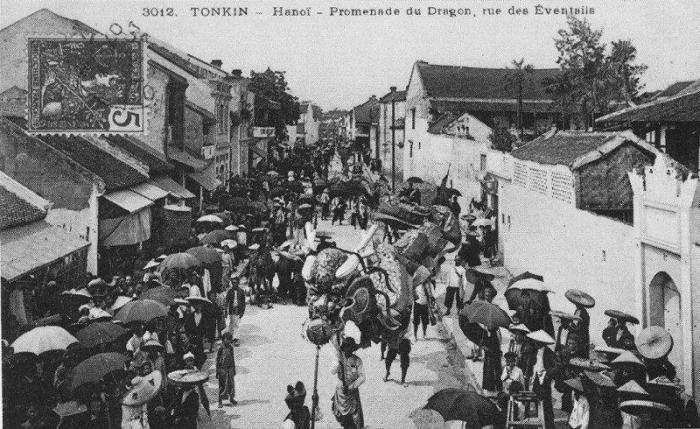 3012. TONKIN – Hanoï – Promenade du Dragon, rue des Éventails
5